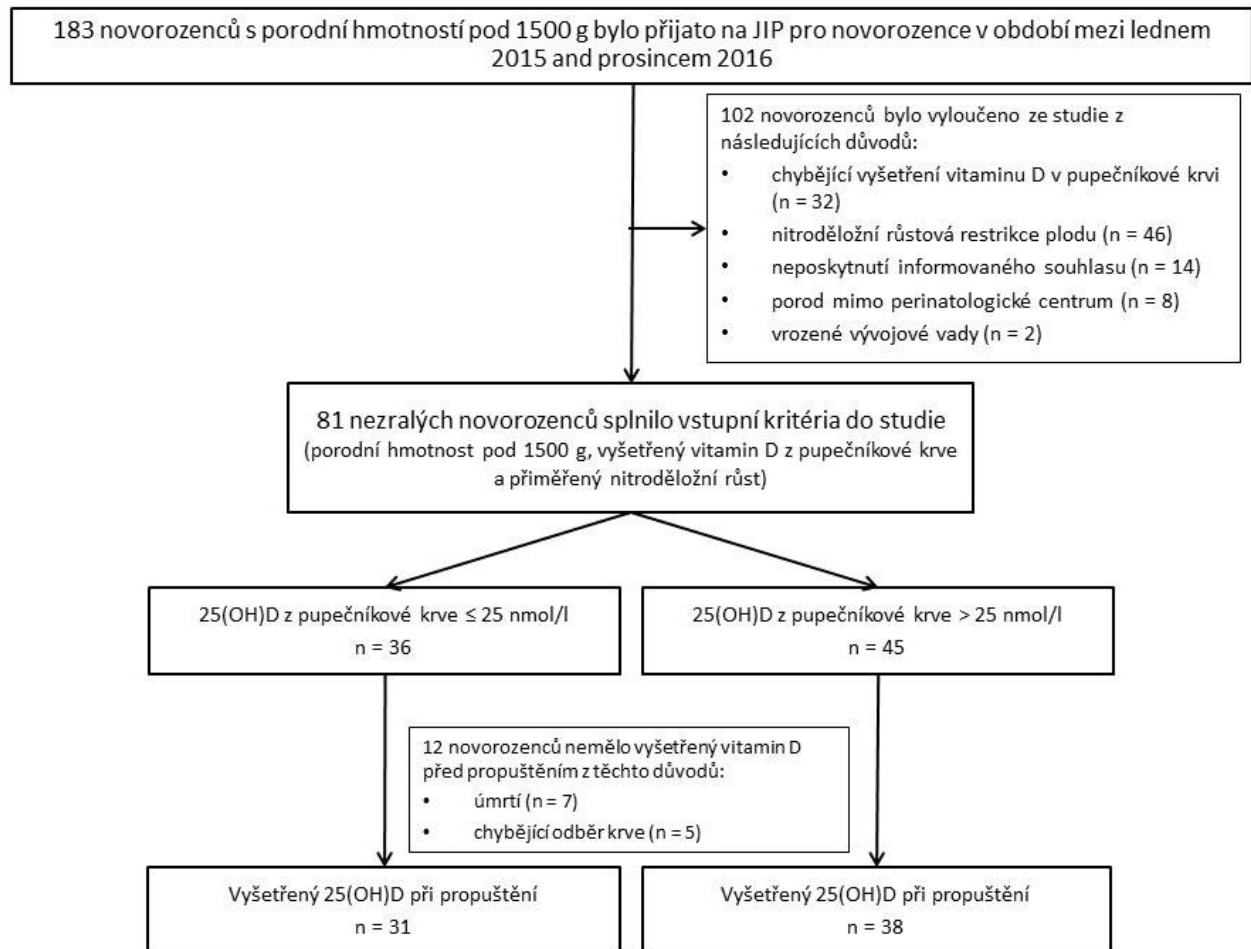 183 novorozenců s porodní hmotností pod 1500 g bylo přijato na JIP pro novorozence v období mezi lednem
2015 and prosincem 2016
102 novorozenců bylo vyloučeno ze studie z
následujících důvodů:
• chybějící vyšetření vitaminu D v pupečníkové krvi
(n = 32)
• nitroděložní růstová restrikce plodu (n = 46)
• neposkytnutí informovaného souhlasu (n = 14)
• porod mimo perinatologické centrum (n = 8)
• vrozené vývojové vady (n = 2)
81 nezralých novorozenců splnilo vstupní kritéria do studie
(porodní hmotnost pod 1500 g, vyšetřený vitamin D z pupečníkové krve
a přiměřený nitroděložní růst)
25(OH)D z pupečníkové krve ≤ 25 nmol/l
n = 36
25(OH)D z pupečníkové krve > 25 nmol/l
n = 45
12 novorozenců nemělo vyšetřený vitamin D
před propuštěním z těchto důvodů:
• úmrtí (n = 7)
• chybějící odběr krve (n = 5)
Vyšetřený 25(OH)D při propuštění
n = 31
Vyšetřený 25(OH)D při propuštění
n = 38